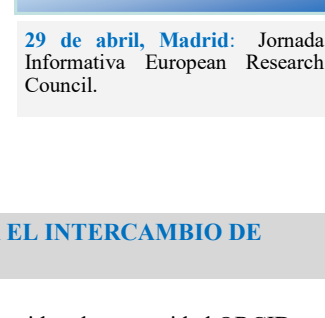 29 de abril, Madrid: Jornada
Informativa European Research
Council.
EL INTERCAMBIO DE